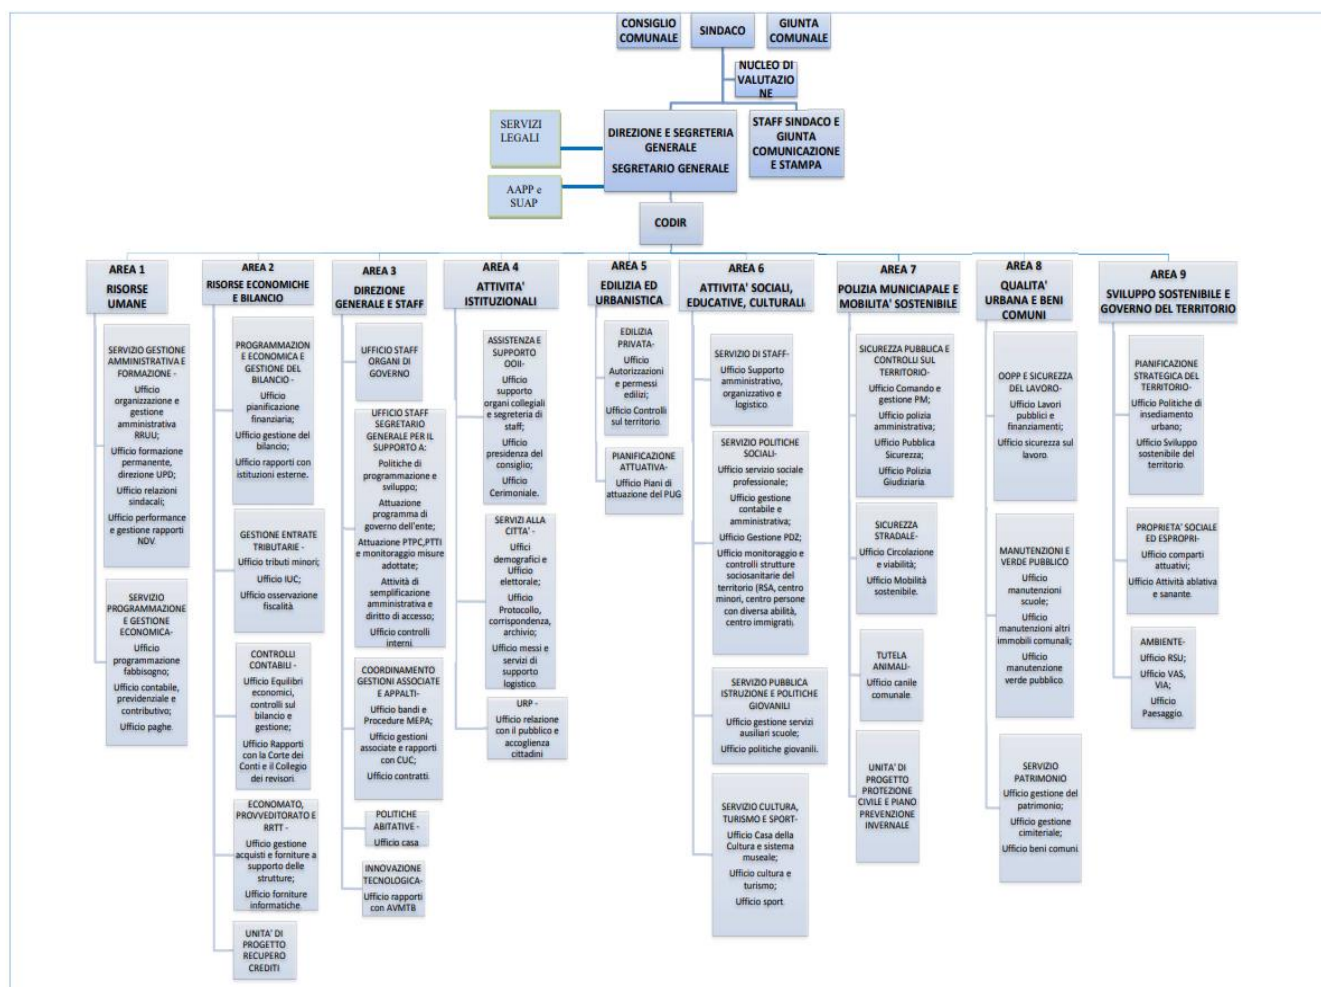 CONSIGLIO
COMUNALE
SINDACO
GIUNTA
COMUNALE
NUCLEO DI
VALUTAZIO
NE
SERVIZI
LEGALI
DIREZIONE E SEGRETERIA
GENERALE
SEGRETARIO GENERALE
STAFF SINDACO E
GIUNTA
COMUNICAZIONE
E STAMPA
AAPP e
SUAP
CODIR
AREA 1
RISORSE
UMANE
SERVIZIO GESTIONE
AMMINISTRATIVA E
FORMAZIONE -
Ufficio
organizzazione e
gestione
amministrativa
RRUU;
Ufficio formazione
permanente,
direzione UPD;
Ufficio relazioni
sindacali;
Ufficio performance
e gestione rapporti
NDV.
SERVIZIO
PROGRAMMAZIONE
E GESTIONE
ECONOMICA-
Ufficio
programmazione
fabbisogno;
Ufficio contabile,
previdenziale e
contributivo;
Ufficio paghe.
AREA 2
RISORSE ECONOMICHE
E BILANCIO
PROGRAMMAZION
E ECONOMICA E
GESTIONE DEL
BILANCIO -
Ufficio
pianificazione
finanziaria;
Ufficio gestione del
bilancio;
Ufficio rapporti con
istituzioni esterne.
GESTIONE ENTRATE
TRIBUTARIE -
Ufficio tributi minori;
Ufficio IUC;
Ufficio osservazione
fiscalità.
CONTROLLI
CONTABILI -
Ufficio Equilibri
economici,
controlli sul
bilancio e
gestione;
Ufficio Rapporti
con la Corte dei
Conti e il Collegio
dei revisori.
ECONOMATO,
PROVVEDITORATO E
RRTT -
Ufficio gestione
acquisti e forniture a
supporto delle
strutture;
Ufficio forniture
informatiche.
UNITA' DI
PROGETTO
RECUPERO
CREDITI
AREA 3
DIREZIONE
GENERALE E STAFF
UFFICIO STAFF
ORGANI DI
GOVERNO
UFFICIO STAFF
SEGRETARIO
GENERALE PER IL
SUPPORTO A:
Politiche di
programmazione e
sviluppo;
Attuazione
programma di
governo dell'ente;
Attuazione PTPC,PTTI
e monitoraggio misure
adottate;
Attività di
semplificazione
amministrativa e
diritto di accesso;
Ufficio controlli
interni.
COORDINAMENTO
GESTIONI ASSOCIATE
E APPALTI-
Ufficio bandi e
Procedure MEPA;
Ufficio gestioni
associate e rapporti
con CUC;
Ufficio contratti.
POLITICHE
ABITATIVE -
Ufficio casa
INNOVAZIONE
TECNOLOGICA-
Ufficio rapporti
con AVMTB
AREA 4
ATTIVITA'
ISTITUZIONALI
ASSISTENZA E
SUPPORTO OOII-
Ufficio
supporto
organi collegiali
e segreteria di
staff;
Ufficio
presidenza del
consiglio;
Ufficio
Cerimoniale.
SERVIZI ALLA
CITTA' -
Uffici
demografici e
Ufficio
elettorale;
Ufficio
Protocollo,
corrispondenza,
archivio;
Ufficio messi e
servizi di
supporto
logistico.
URP -
Ufficio relazione
con il pubblico e
accoglienza
cittadini
AREA 5
EDILIZIA ED
URBANISTICA
EDILIZIA
PRIVATA-
Ufficio
Autorizzazioni
e permessi
edilizi;
Ufficio Controlli
sul territorio.
PIANIFICAZIONE
ATTUATIVA-
Ufficio Piani di
attuazione del PUG
AREA 6
ATTIVITA' SOCIALI,
EDUCATIVE, CULTURALI,
SERVIZIO DI STAFF-
Ufficio Supporto
amministrativo,
organizzativo e
logistico.
SERVIZIO POLITICHE
SOCIALI-
Ufficio servizio sociale
professionale;
Ufficio gestione
contabile e
amministrativa;
Ufficio Gestione PDZ;
Ufficio monitoraggio e
controlli strutture
sociosanitarie del
territorio (RSA, centro
minori, centro persone
con diversa abilità,
centro immigrati;
SERVIZIO PUBBLICA
ISTRUZIONE E POLITICHE
GIOVANILI
Ufficio gestione servizi
ausiliari scuole;
Ufficio politiche giovanili.
SERVIZIO CULTURA,
TURISMO E SPORT-
Ufficio Casa della
Cultura e sistema
museale;
Ufficio cultura e
turismo;
Ufficio sport.
AREA 7
POLIZIA MUNICIAPALE E
MOBILITA' SOSTENIBILE
SICUREZZA PUBBLICA E
CONTROLLI SUL
TERRITORIO-
Ufficio Comando e
gestione PM;
Ufficio polizia
amministrativa;
Ufficio Pubblica
Sicurezza;
Ufficio Polizia
Giudiziaria.
SICUREZZA
STRADALE-
Ufficio Circolazione
e viabilità;
Ufficio Mobilità
sostenibile.
TUTELA
ANIMALI-
Ufficio canile
comunale.
UNITA' DI
PROGETTO
PROTEZIONE
CIVILE E PIANO
PREVENZIONE
INVERNALE
AREA 8
QUALITA'
URBANA E BENI
COMUNI
OOPP E SICUREZZA
DEL LAVORO-
Ufficio Lavori
pubblici e
finanziamenti;
Ufficio sicurezza sul
lavoro.
MANUTENZIONI E
VERDE PUBBLICO
Ufficio
manutenzioni
scuole;
Ufficio
manutenzioni altri
immobili comunali;
Ufficio
manutenzione
verde pubblico.
SERVIZIO
PATRIMONIO
Ufficio gestione del
patrimonio;
Ufficio gestione
cimiteriale;
Ufficio beni comuni.
AREA 9
SVILUPPO SOSTENIBILE E
GOVERNO DEL TERRITORIO
PIANIFICAZIONE
STRATEGICA DEL
TERRITORIO-
Ufficio Politiche di
insediamento
urbano;
Ufficio Sviluppo
sostenibile del
territorio.
PROPRIETA' SOCIALE
ED ESPROPRI-
Ufficio comparti
attuativi;
Ufficio Attività ablativa
e sanante.
AMBIENTE-
Ufficio RSU;
Ufficio VAS,
VIA;
Ufficio
Paesaggio.